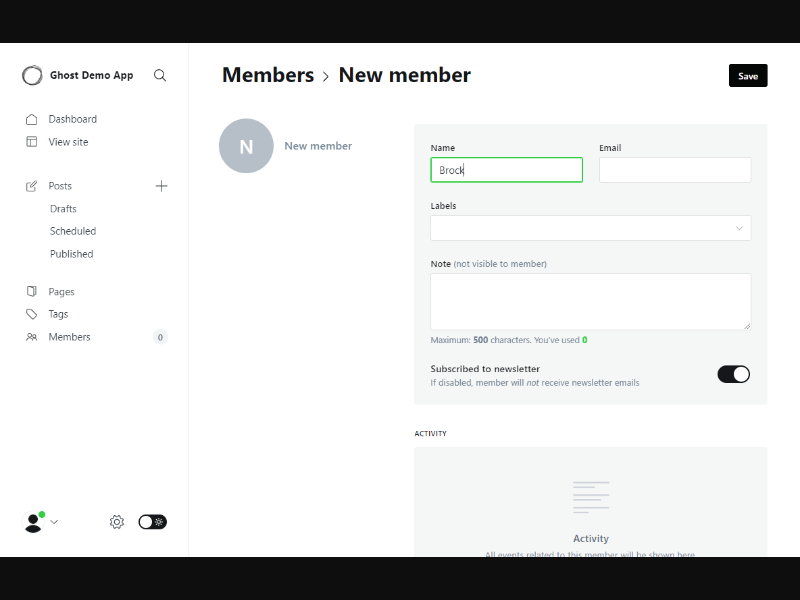 Ghost Demo App
Dashboard
View site
Posts
Drafts
Scheduled
Published
Pages
Tags
Members 0
Members > New member
Save
N
New member
Name
Email
Brock
Labels
Note (not visible to member)
Maximum: 500 characters. You've used 0
Subscribed to newsletter
If disabled, member will not receive newsletter emails
ACTIVITY
Activity
All events related to this member will be shown here